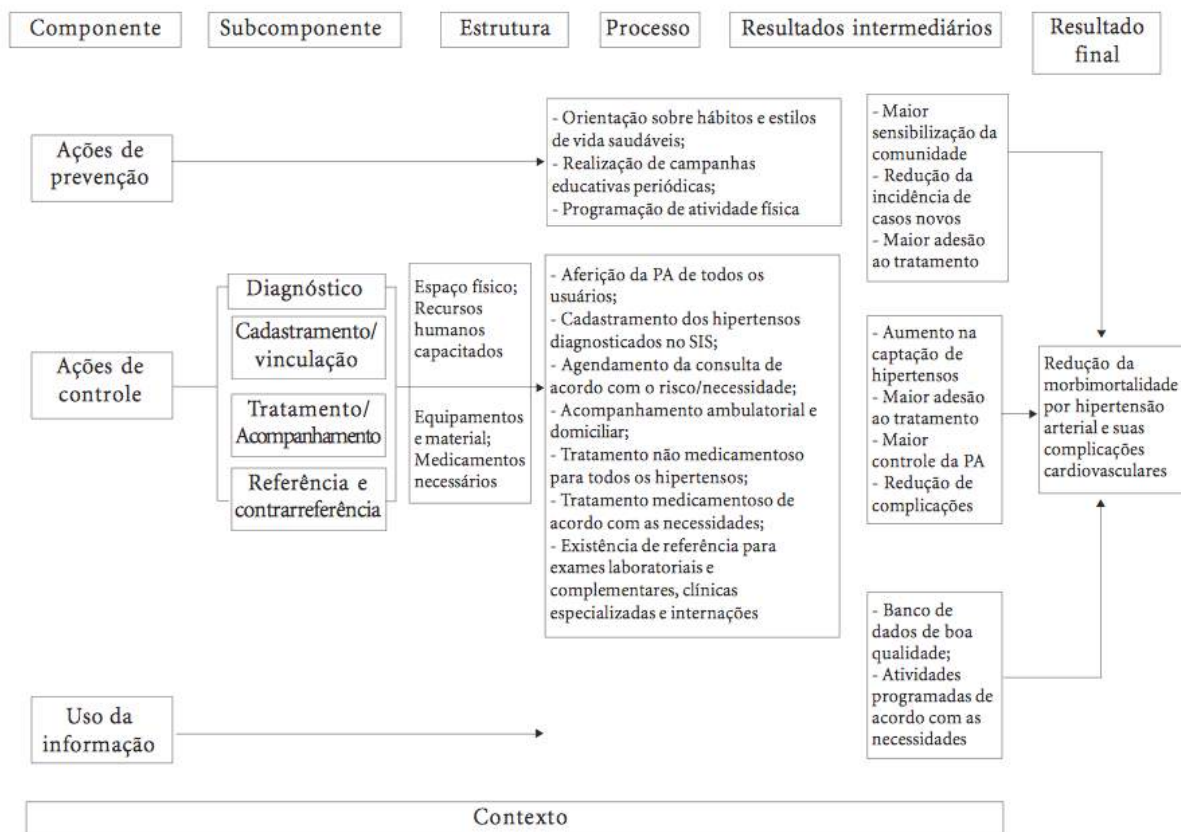 Componente
Subcomponente
Estrutura
Processo
Resultados intermediários
Resultado
final
Ações de
prevenção
- Orientação sobre hábitos e estilos
de vida saudáveis;
- Realização de campanhas
educativas periódicas;
- Programação de atividade física
- Maior
sensibilização da
comunidade
- Redução da
incidência de
casos novos
- Maior adesão
ao tratamento
Ações de
controle
Diagnóstico
Cadastramento/
vinculação
Tratamento/
Acompanhamento
Referência e
contrarreferência
Espaço físico;
Recursos
humanos
capacitados
Equipamentos
e material;
Medicamentos
necessários
- Aferição da PA de todos os
usuários;
- Cadastramento dos hipertensos
diagnosticados no SIS;
- Agendamento da consulta de
acordo com o risco/necessidade;
- Acompanhamento ambulatorial e
domiciliar;
- Tratamento não medicamentoso
para todos os hipertensos;
- Tratamento medicamentoso de
acordo com as necessidades;
- Existência de referência para
exames laboratoriais e
complementares, clínicas
especializadas e internações
- Aumento na
captação de
hipertensos
- Maior adesão
ao tratamento
- Maior
controle da PA
- Redução de
complicações
Redução da
morbimortalidade
por hipertensão
arterial e suas
complicações
cardiovasculares
Uso da
informação
- Banco de
dados de boa
qualidade;
- Atividades
programadas de
acordo com as
necessidades
Contexto